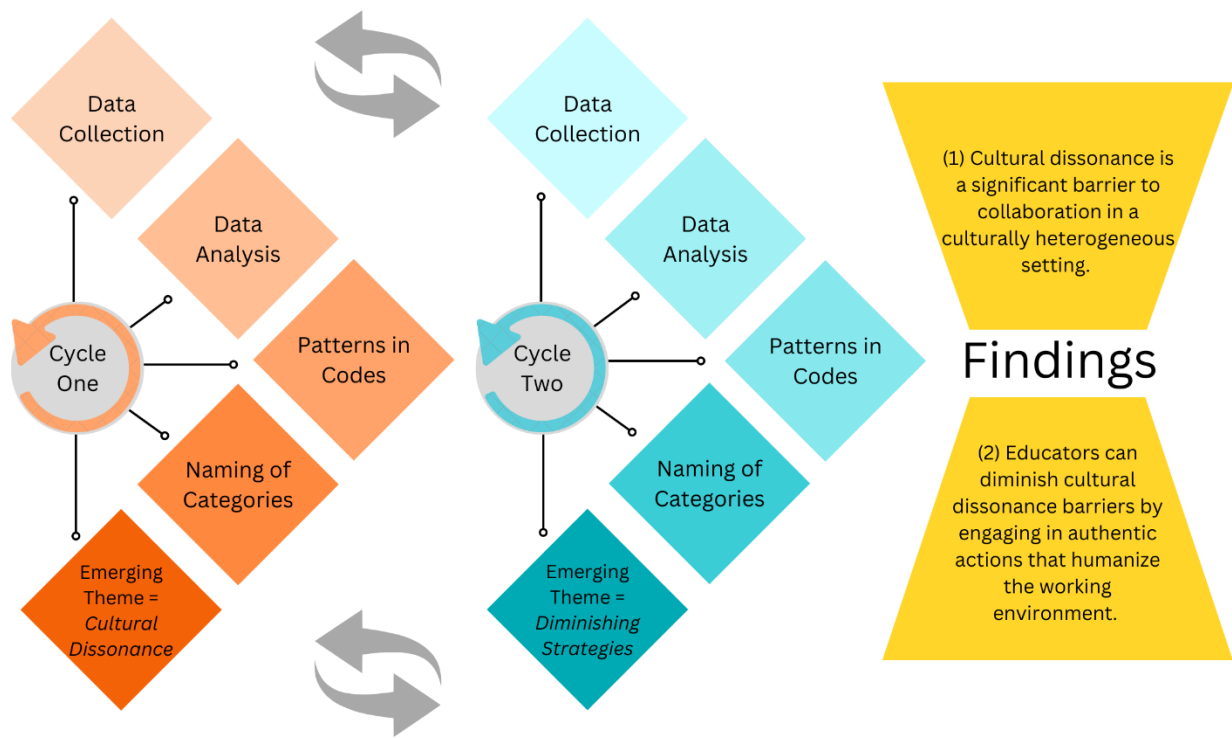 Data
Collection
Data
Analysis
Patterns in
Codes
Cycle
One
Naming of
Categories
Emerging
Theme =
Cultural
Dissonance
Data
Collection
Data
Analysis
Patterns in
Codes
Cycle
Two
Naming of
Categories
Emerging
Theme =
Diminishing
Strategies
(1) Cultural dissonance is
a significant barrier to
collaboration in a
culturally heterogeneous
setting.
Findings
(2) Educators can
diminish cultural
dissonance barriers by
engaging in authentic
actions that humanize
the working
environment.